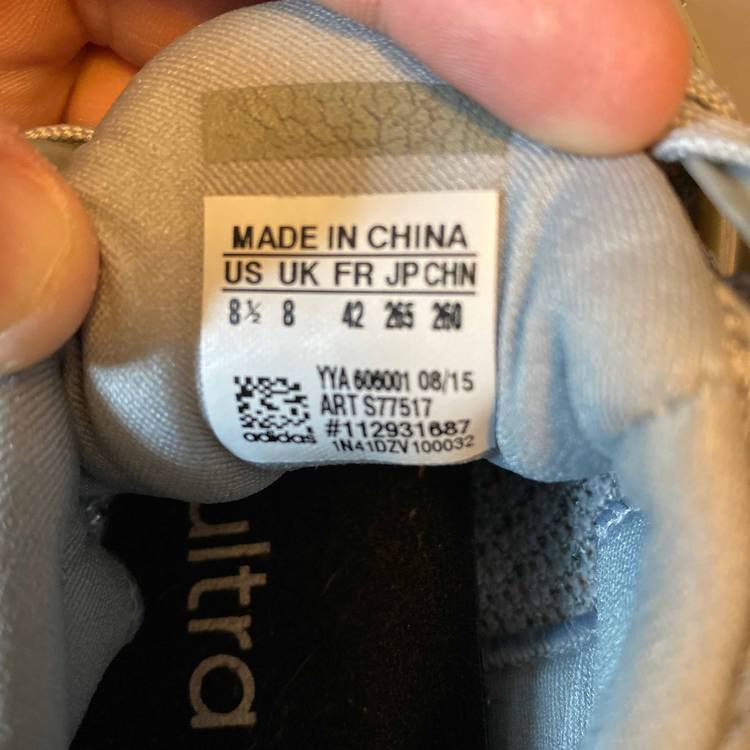 MADE IN CHINA
US UK FR JP CHN
8½ 8 42 265 260
YYA 606001 08/15
ART S77517
#112931687
adidas
1N41DZV100032
ultra